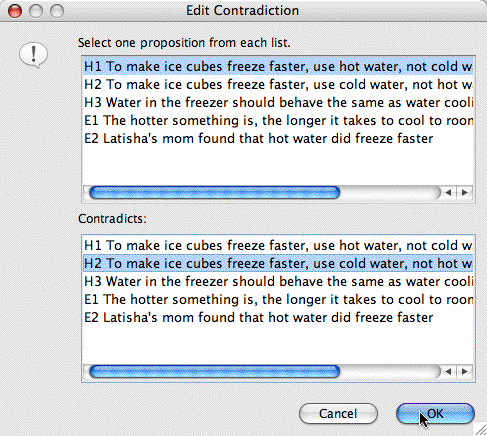 Edit Contradiction
Select one proposition from each list.
H1 To make ice cubes freeze faster, use hot water, not cold w
H2 To make ice cubes freeze faster, use cold water, not hot w
H3 Water in the freezer should behave the same as water cooli
E1 The hotter something is, the longer it takes to cool to roon
E2 Latisha's mom found that hot water did freeze faster
Contradicts:
H1 To make ice cubes freeze faster, use hot water, not cold w
H2 To make ice cubes freeze faster, use cold water, not hot w
H3 Water in the freezer should behave the same as water cooli
E1 The hotter something is, the longer it takes to cool to roon
E2 Latisha's mom found that hot water did freeze faster
Cancel OK